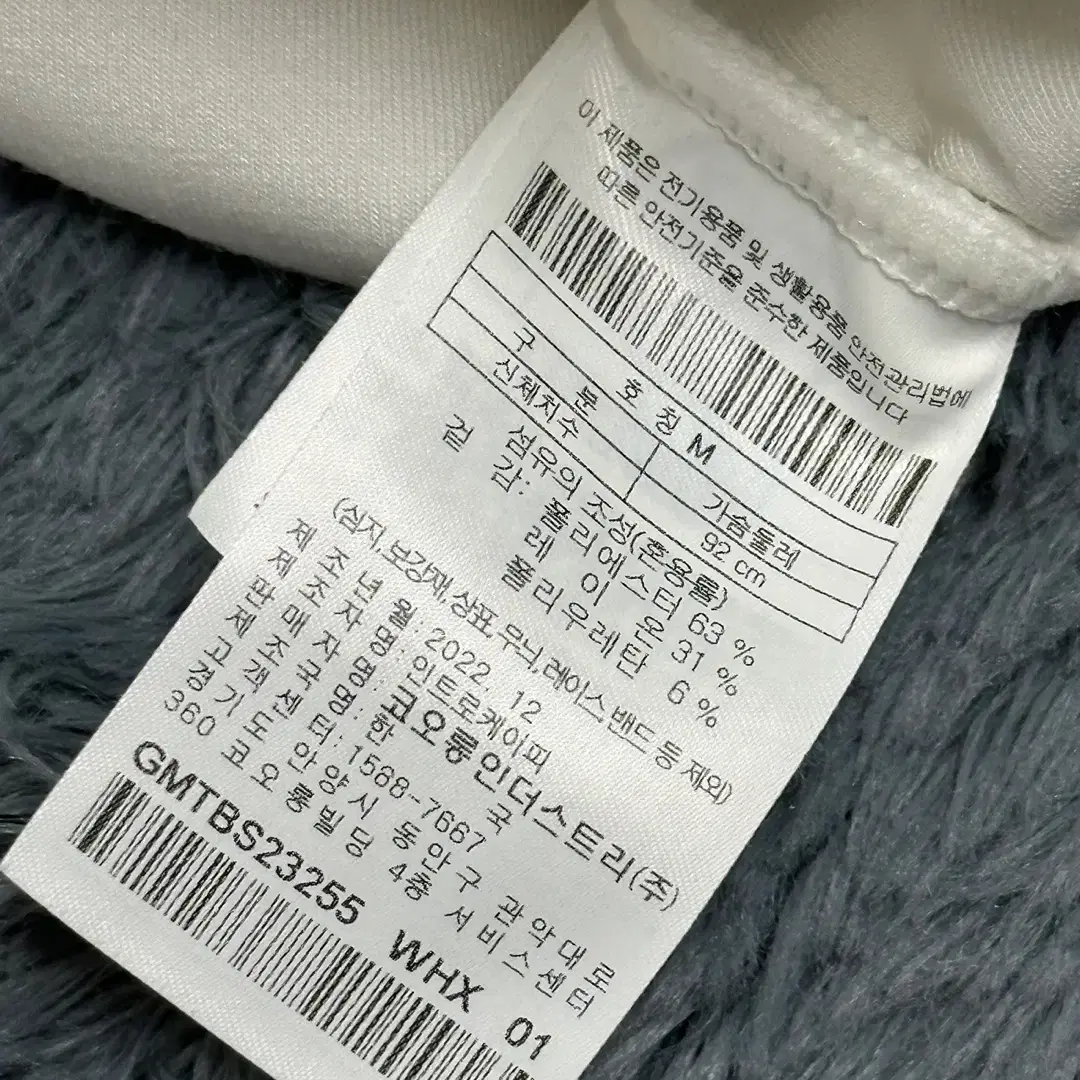 이 제품은 전기용품 및 생활용품 안전관리법에
따른 안전기준을 준수한 제품입니다
구 분 호 칭 M
신체치수 가슴둘레
92 cm
섬유의 조성(혼용률)
겉 감: 폴리에스터 63 %
레 이 온 31 %
폴리우레탄 6 %
(심지, 보강재, 상표, 무늬, 레이스, 밴드 등 제외)
제 조 년 월: 2022. 12
제 조 자 명: 인트로케이피
판 매 자 명: 코오롱인더스트리(주)
제 조 국 명: 한 국
고 객 센 터: 1588-7667
경기도 안양시 동안구 관악대로
360 코오롱빌딩 4층 서비스센터
GMTBS23255 WHX 01